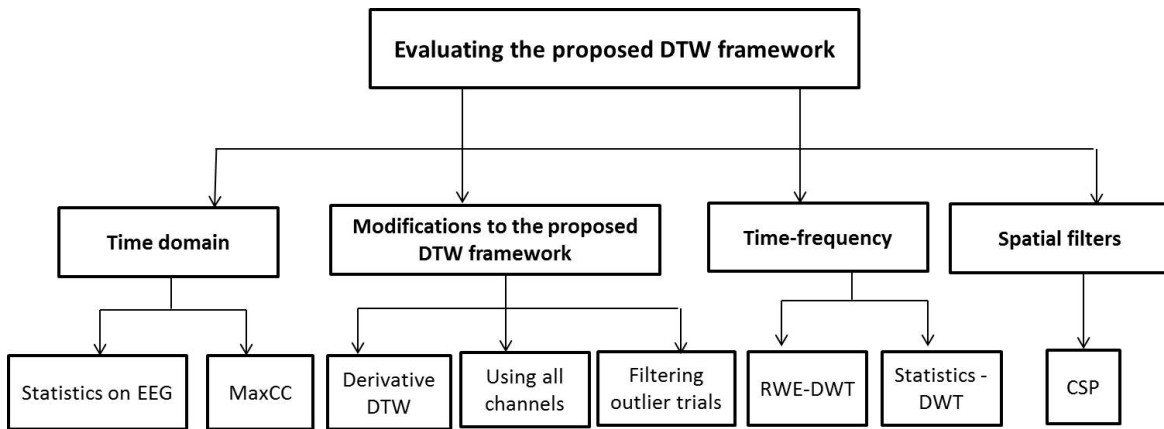 Evaluating the proposed DTW framework
Time domain
Modifications to the proposed
DTW framework
Time-frequency
Spatial filters
Statistics on EEG
MaxCC
Derivative
DTW
Using all
channels
Filtering
outlier trials
RWE-DWT
Statistics -
DWT
CSP